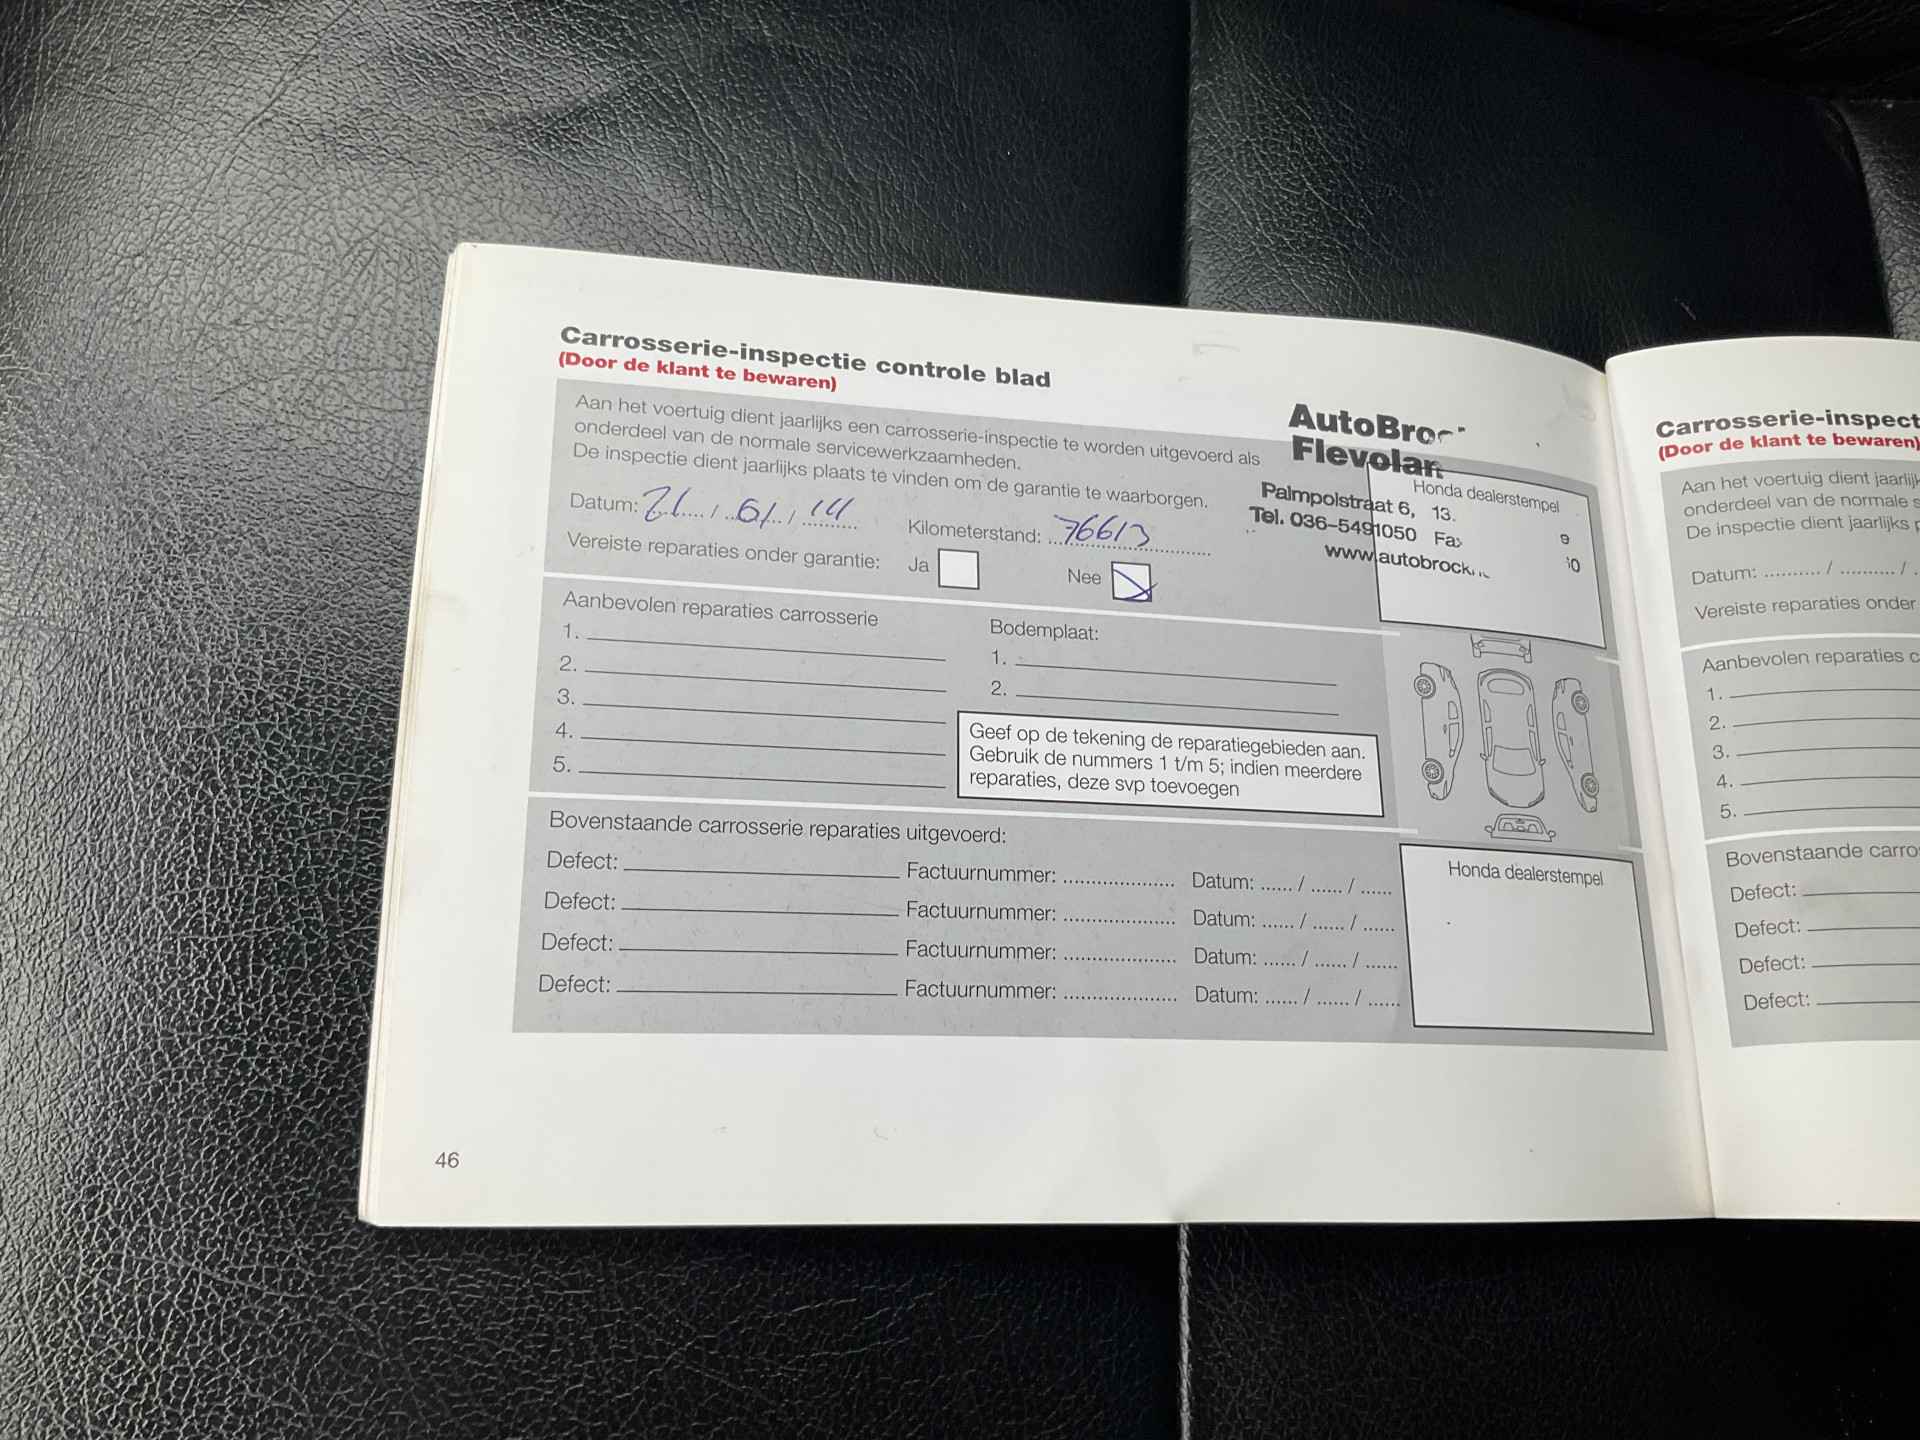 Carrosserie-inspectie controle blad
(Door de klant te bewaren)
Aan het voertuig dient jaarlijks een carrosserie-inspectie te worden uitgevoerd als
onderdeel van de normale servicewerkzaamheden.
De inspectie dient jaarlijks plaats te vinden om de garantie te waarborgen.
Datum: ...... / ...... / 14
Kilometerstand: 76613
Vereiste reparaties onder garantie: Ja Nee
AutoBroc
Flevolan
Palmpolstraat 6, 13.
Tel. 036-5491050 Fax
www.autobrock
9
30
Honda dealerstempel
Aanbevolen reparaties carrosserie
1.
2.
3.
4.
5.
Bodemplaat:
1.
2.
Geef op de tekening de reparatiegebieden aan.
Gebruik de nummers 1 t/m 5; indien meerdere
reparaties, deze svp toevoegen
Bovenstaande carrosserie reparaties uitgevoerd:
Defect: Factuurnummer: .................... Datum: ...... / ...... / ......
Defect: Factuurnummer: .................... Datum: ...... / ...... / ......
Defect: Factuurnummer: .................... Datum: ...... / ...... / ......
Defect: Factuurnummer: .................... Datum: ...... / ...... / ......
Honda dealerstempel
46
Carrosserie-inspect
(Door de klant te bewaren)
Aan het voertuig dient jaarlijk
onderdeel van de normale s
De inspectie dient jaarlijks p
Datum: .......... / .......... / .
Vereiste reparaties onder
Aanbevolen reparaties c
1.
2.
3.
4.
5.
Bovenstaande carro
Defect:
Defect:
Defect:
Defect: